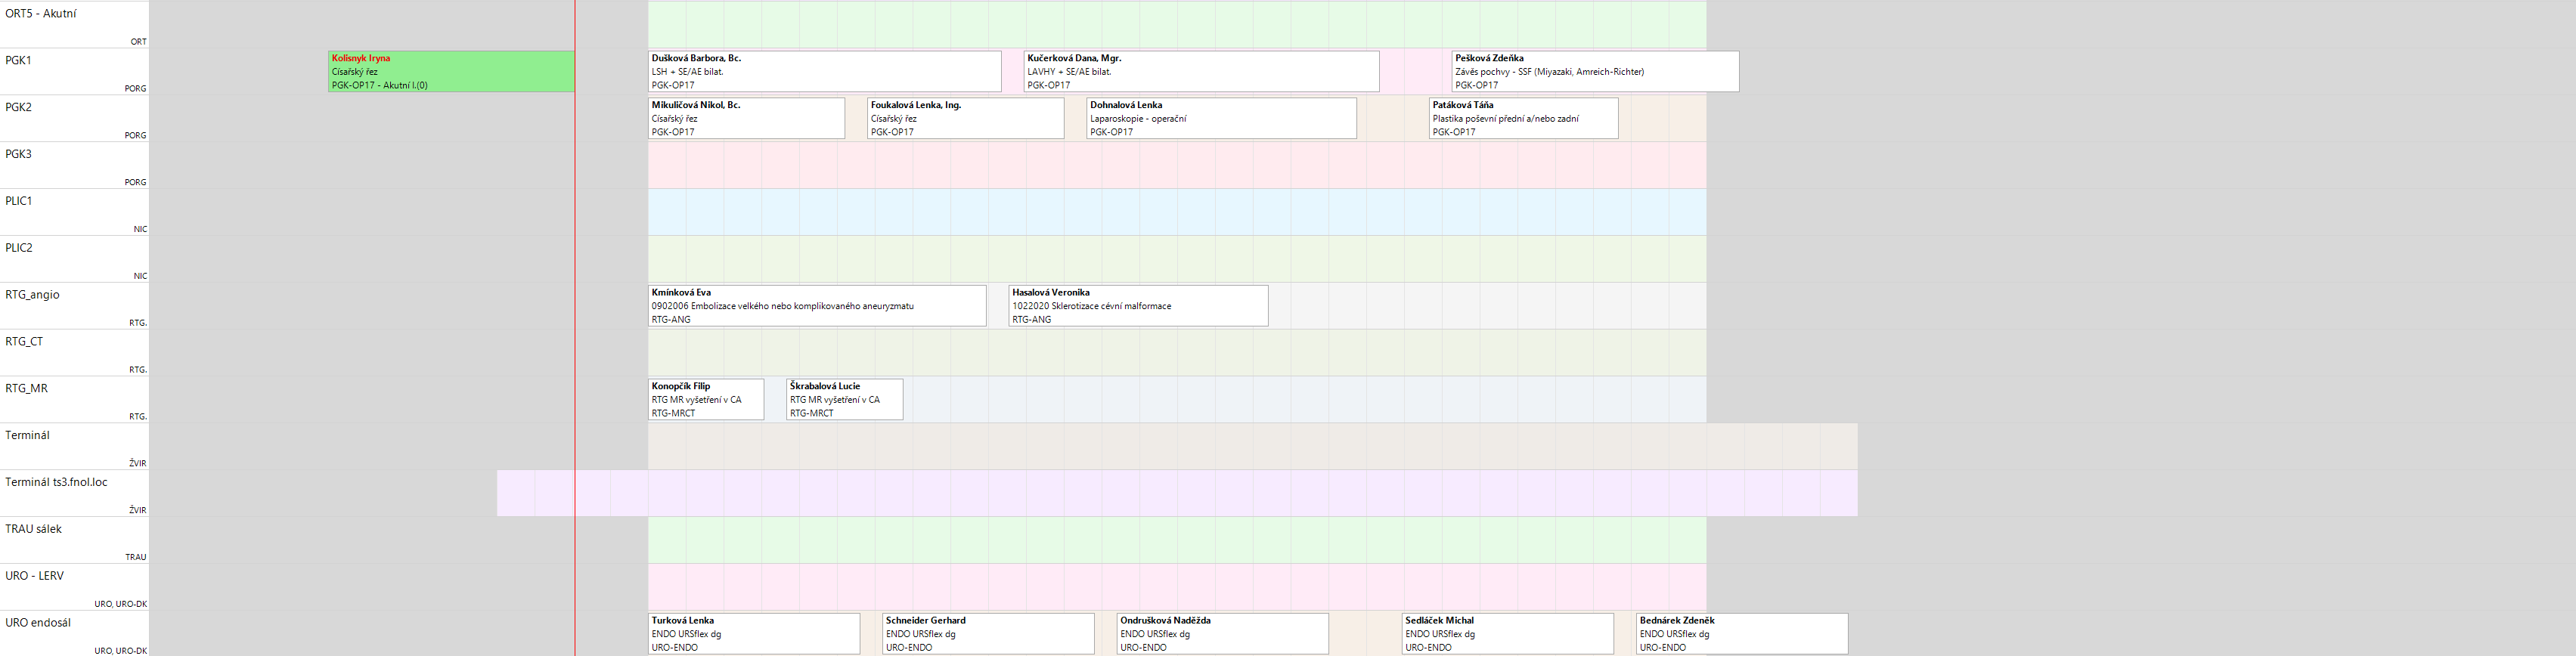 ORT5 - Akutní
ORT
PGK1
PORG
Kolisnyk Iryna
Císařský řez
PGK-OP17 - Akutní I.(0)
Dušková Barbora, Bc.
LSH + SE/AE bilat.
PGK-OP17
Kučerková Dana, Mgr.
LAVHY + SE/AE bilat.
PGK-OP17
Pešková Zdeňka
Závěs pochvy - SSF (Miyazaki, Amreich-Richter)
PGK-OP17
PGK2
PORG
Mikuličová Nikol, Bc.
Císařský řez
PGK-OP17
Foukalová Lenka, Ing.
Císařský řez
PGK-OP17
Dohnalová Lenka
Laparoskopie - operační
PGK-OP17
Patáková Táňa
Plastika poševní přední a/nebo zadní
PGK-OP17
PGK3
PORG
PLIC1
NIC
PLIC2
NIC
RTG_angio
RTG.
Kmínková Eva
0902006 Embolizace velkého nebo komplikovaného aneuryzmatu
RTG-ANG
Hasalová Veronika
1022020 Sklerotizace cévní malformace
RTG-ANG
RTG_CT
RTG.
RTG_MR
RTG.
Konopčík Filip
RTG MR vyšetření v CA
RTG-MRCT
Škrabalová Lucie
RTG MR vyšetření v CA
RTG-MRCT
Terminál
ŽVIR
Terminál ts3.fnol.loc
ŽVIR
TRAU sálek
TRAU
URO - LERV
URO, URO-DK
URO endosál
URO, URO-DK
Turková Lenka
ENDO URSflex dg
URO-ENDO
Schneider Gerhard
ENDO URSflex dg
URO-ENDO
Ondrušková Naděžda
ENDO URSflex dg
URO-ENDO
Sedláček Michal
ENDO URSflex dg
URO-ENDO
Bednárek Zdeněk
ENDO URSflex dg
URO-ENDO